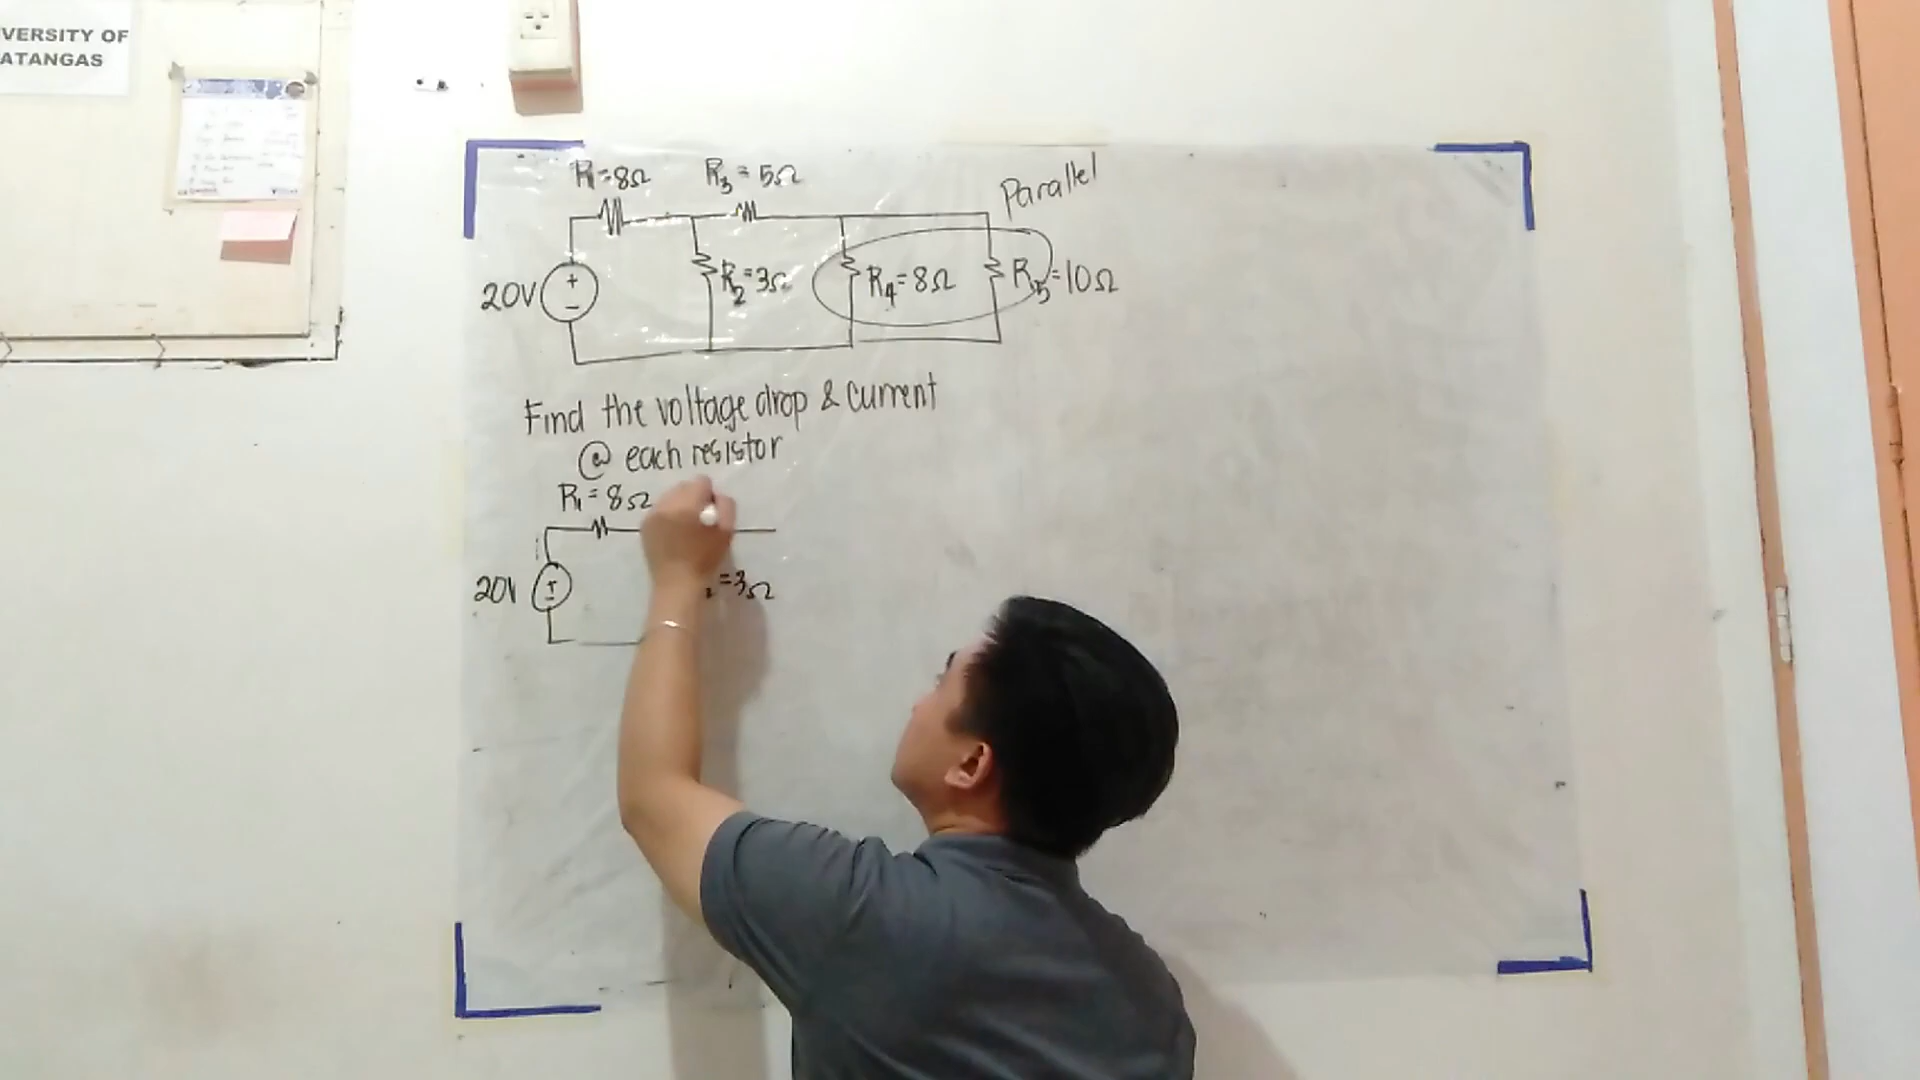 VERSITY OF
ATANGAS
R1=8Ω
R3=5Ω
Parallel
20V
+
-
R2=3Ω
R4=8Ω
R5=10Ω
Find the voltage drop & current
@ each resistor
R1=8Ω
20V
+
-
=3Ω